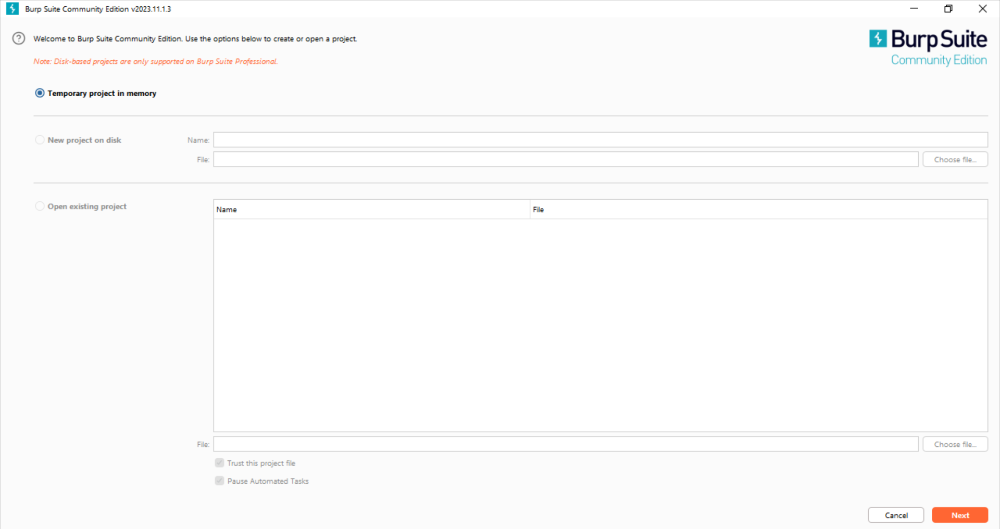 Burp Suite Community Edition v2023.11.1.3
Welcome to Burp Suite Community Edition. Use the options below to create or open a project.
Burp Suite
Community Edition
Note: Disk-based projects are only supported on Burp Suite Professional.
Temporary project in memory
New project on disk
Name:
File:
Choose file...
Open existing project
Name File
File:
Choose file...
Trust this project file
Pause Automated Tasks
Cancel Next